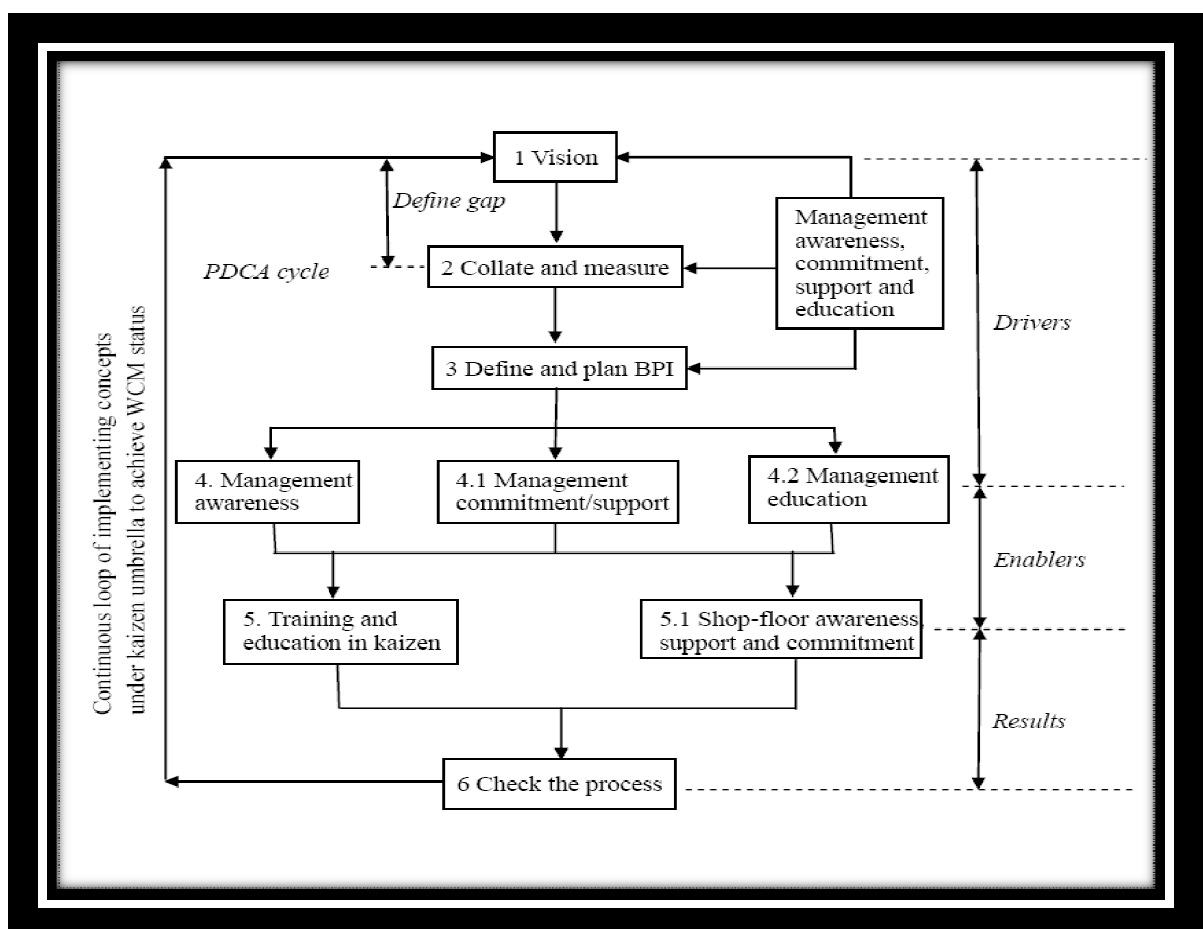 1 Vision
Define gap
Management
awareness,
commitment,
support and
education
PDCA cycle
2 Collate and measure
Drivers
3 Define and plan BPI
4. Management
awareness
4.1 Management
commitment/support
4.2 Management
education
Enablers
5. Training and
education in kaizen
5.1 Shop-floor awareness,
support and commitment
Results
6 Check the process
Continuous loop of implementing concepts
under kaizen umbrella to achieve WCM status